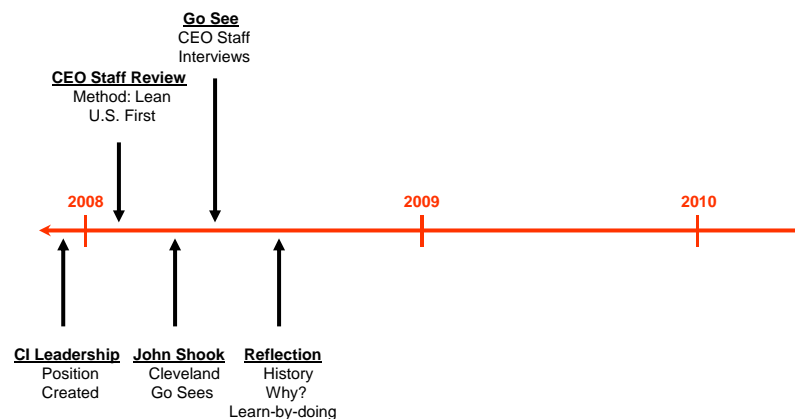 Go See
CEO Staff
Interviews
CEO Staff Review
Method: Lean
U.S. First
2008
2009
2010
CI Leadership
Position
Created
John Shook
Cleveland
Go Sees
Reflection
History
Why?
Learn-by-doing